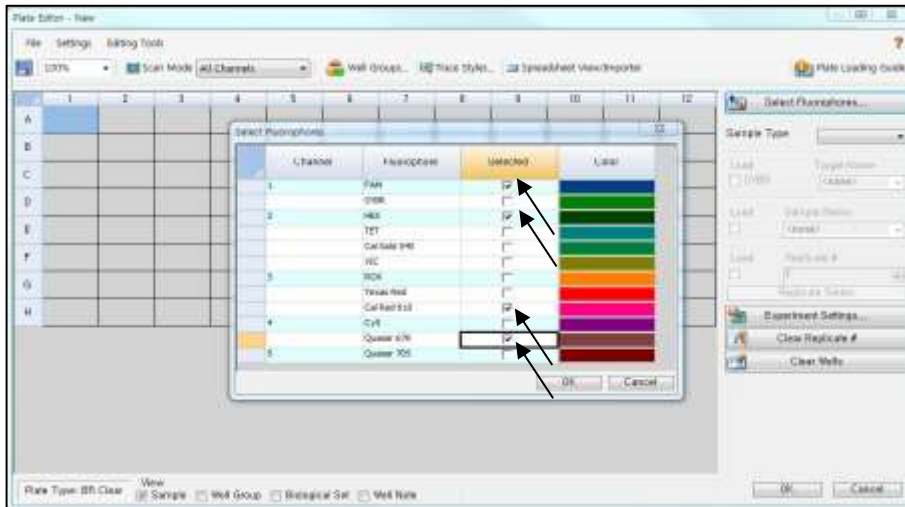 Plate Editor - New
File Settings Editing Tools
100% Scan Mode All Channels Well Groups... Trace Styles... Spreadsheet View/Importer Plate Loading Guide
1 2 3 4 5 6 7 8 9 10 11 12
A
B
C
D
E
F
G
H
Select Fluorophores
Channel Fluorophore Selected Color
1 FAM
SYBR
2 HEX
TET
Cal Gold 540
VIC
3 ROX
Texas Red
Cal Red 610
4 Cy5
Quasar 670
5 Quasar 705
OK Cancel
Select Fluorophores...
Sample Type
Load Target Name
SYBR <none>
Load Sample Name
<none>
Load Replicate #
1
Replicate Series
Experiment Settings...
Clear Replicate #
Clear Wells
Plate Type: BR Clear
View
Sample Well Group Biological Set Well Note
OK Cancel